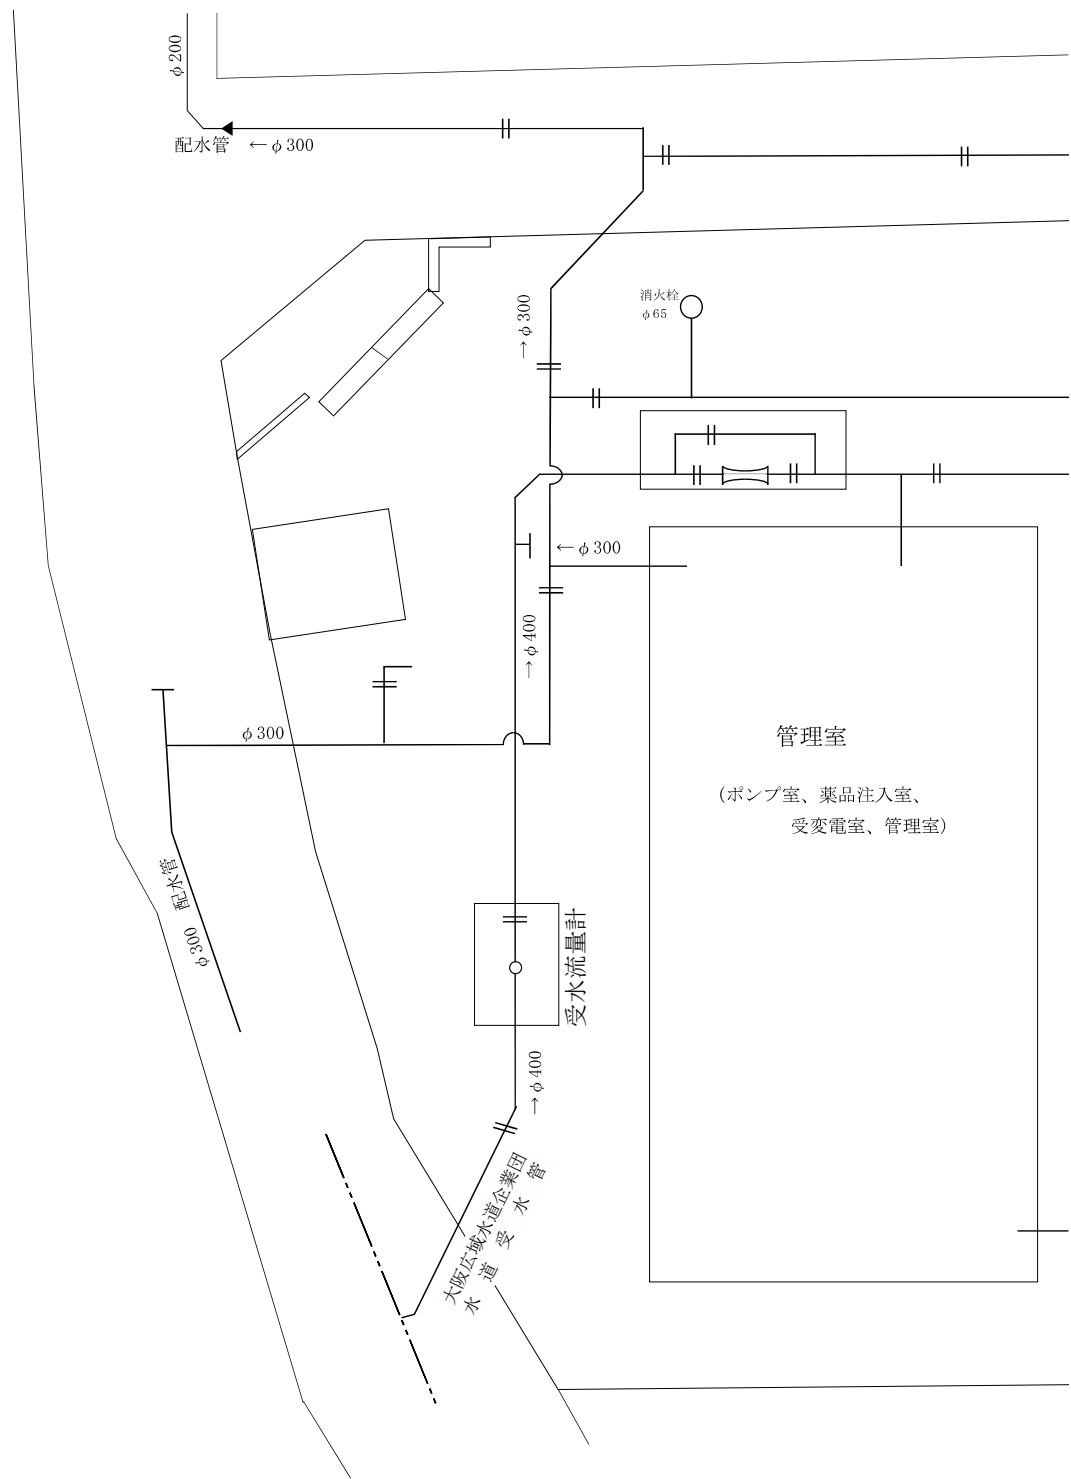 φ200
配水管 ←φ300
→φ300
消火栓
φ65
←φ300
→φ400
φ300
管理室
(ポンプ室、薬品注入室、
受変電室、管理室)
φ300 配水管
受水流量計
→φ400
大阪広域水道企業団
水道受水管